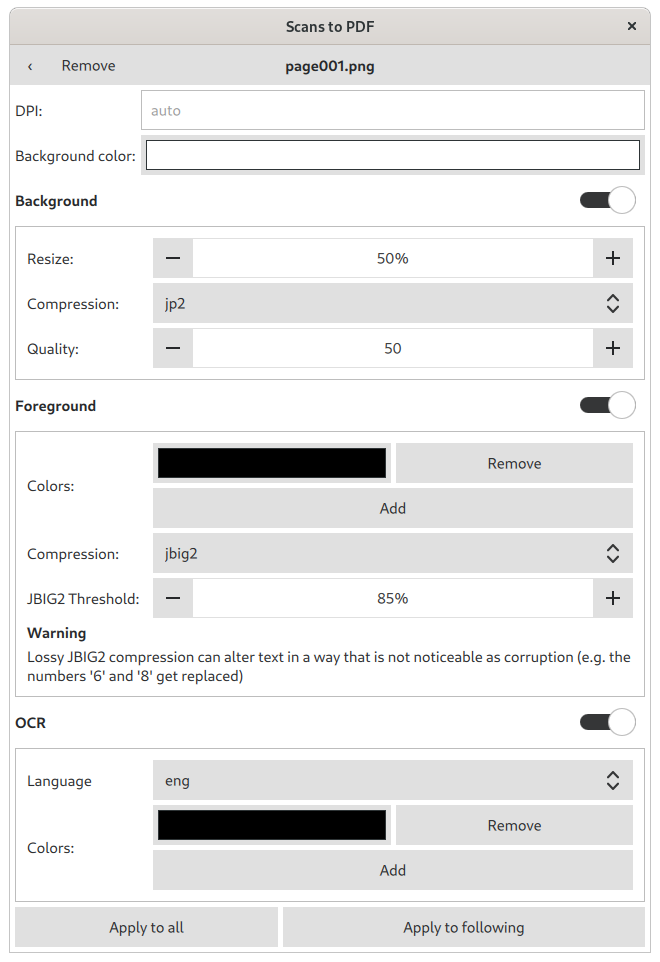 Scans to PDF ×
‹ Remove page001.png
DPI: auto
Background color:
Background
Resize: − 50% +
Compression: jp2
Quality: − 50 +
Foreground
Remove
Colors:
Add
Compression: jbig2
JBIG2 Threshold: − 85% +
Warning
Lossy JBIG2 compression can alter text in a way that is not noticeable as corruption (e.g. the
numbers '6' and '8' get replaced)
OCR
Language eng
Remove
Colors:
Add
Apply to all Apply to following